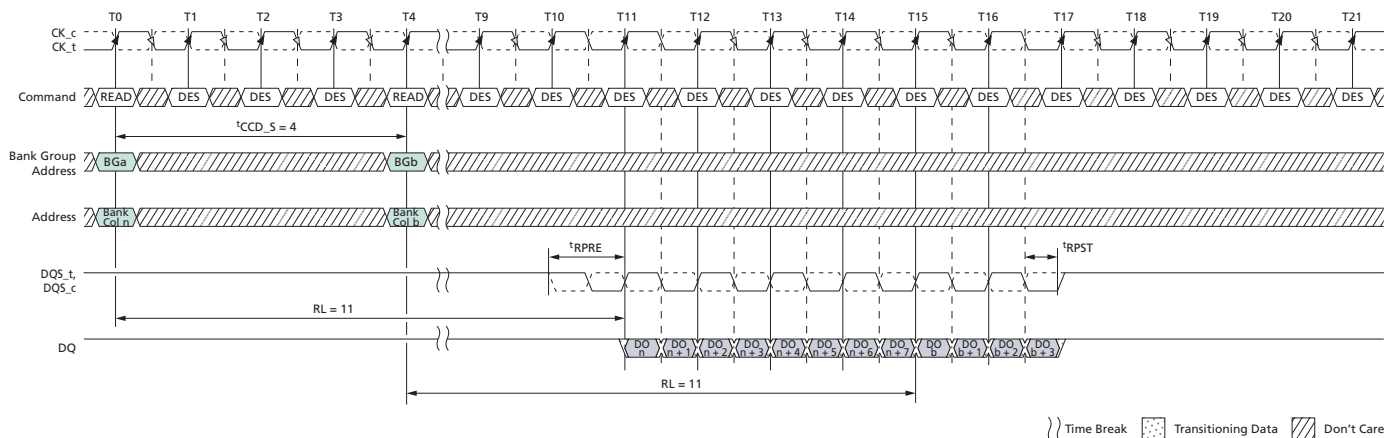 T0 T1 T2 T3 T4 T9 T10 T11 T12 T13 T14 T15 T16 T17 T18 T19 T20 T21
CK_c
CK_t
Command READ DES DES DES READ DES DES DES DES DES DES DES DES DES DES DES DES DES
tCCD_S = 4
Bank Group
Address
BGa BGb
Address
Bank
Col n
Bank
Col b
tRPRE tRPST
DQS_t,
DQS_c
RL = 11
DQ
DO
n
DO
n + 1
DO
n + 2
DO
n + 3
DO
n + 4
DO
n + 5
DO
n + 6
DO
n + 7
DO
b
DO
b + 1
DO
b + 2
DO
b + 3
RL = 11
Time Break Transitioning Data Don't Care